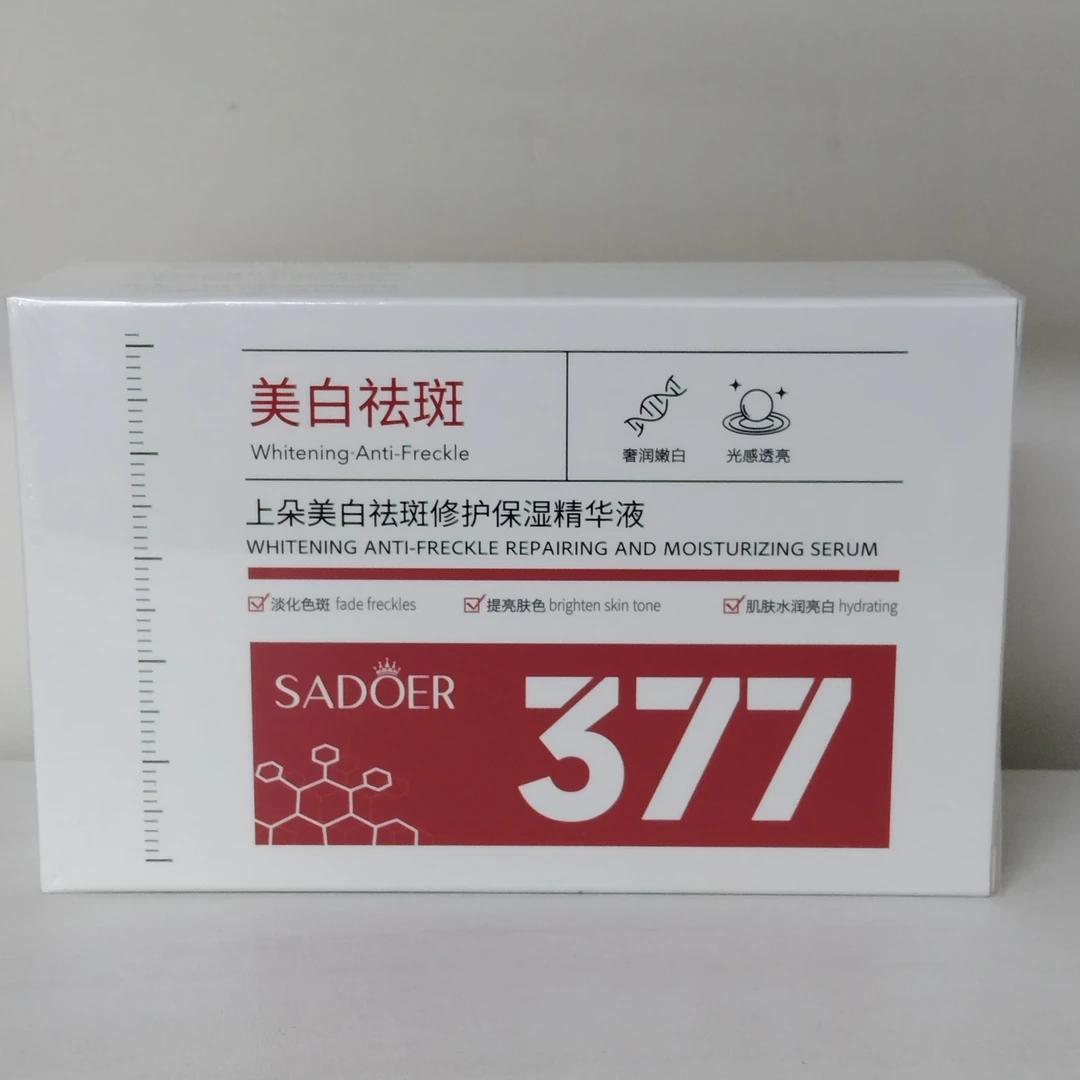 美白祛斑
Whitening·Anti-Freckle
奢润嫩白 光感透亮
上朵美白祛斑修护保湿精华液
WHITENING ANTI-FRECKLE REPAIRING AND MOISTURIZING SERUM
淡化色斑 fade freckles 提亮肤色 brighten skin tone 肌肤水润亮白 hydrating
SADOER
377